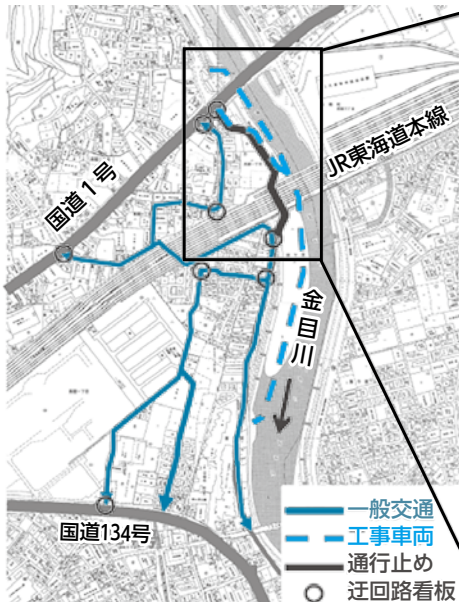 JR東海道本線
国道1号
金目川
国道134号
一般交通
工事車両
通行止め
迂回路看板